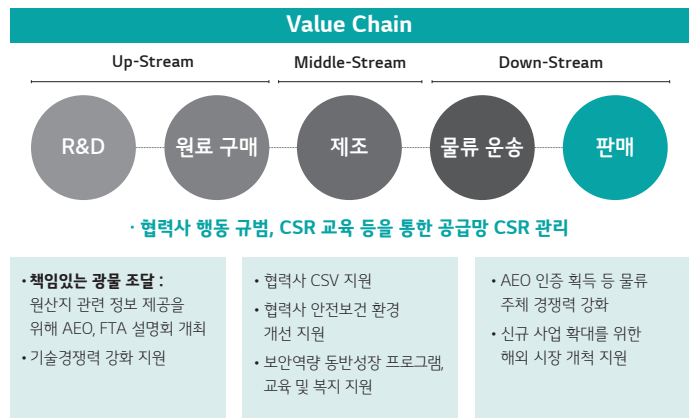 Value Chain
Up-Stream
Middle-Stream
Down-Stream
R&D
원료 구매
제조
물류 운송
판매
· 협력사 행동 규범, CSR 교육 등을 통한 공급망 CSR 관리
• 책임있는 광물 조달 :
원산지 관련 정보 제공을
위해 AEO, FTA 설명회 개최
• 기술경쟁력 강화 지원
• 협력사 CSV 지원
• 협력사 안전보건 환경
개선 지원
• 보안역량 동반성장 프로그램,
교육 및 복지 지원
• AEO 인증 획득 등 물류
주체 경쟁력 강화
• 신규 사업 확대를 위한
해외 시장 개척 지원